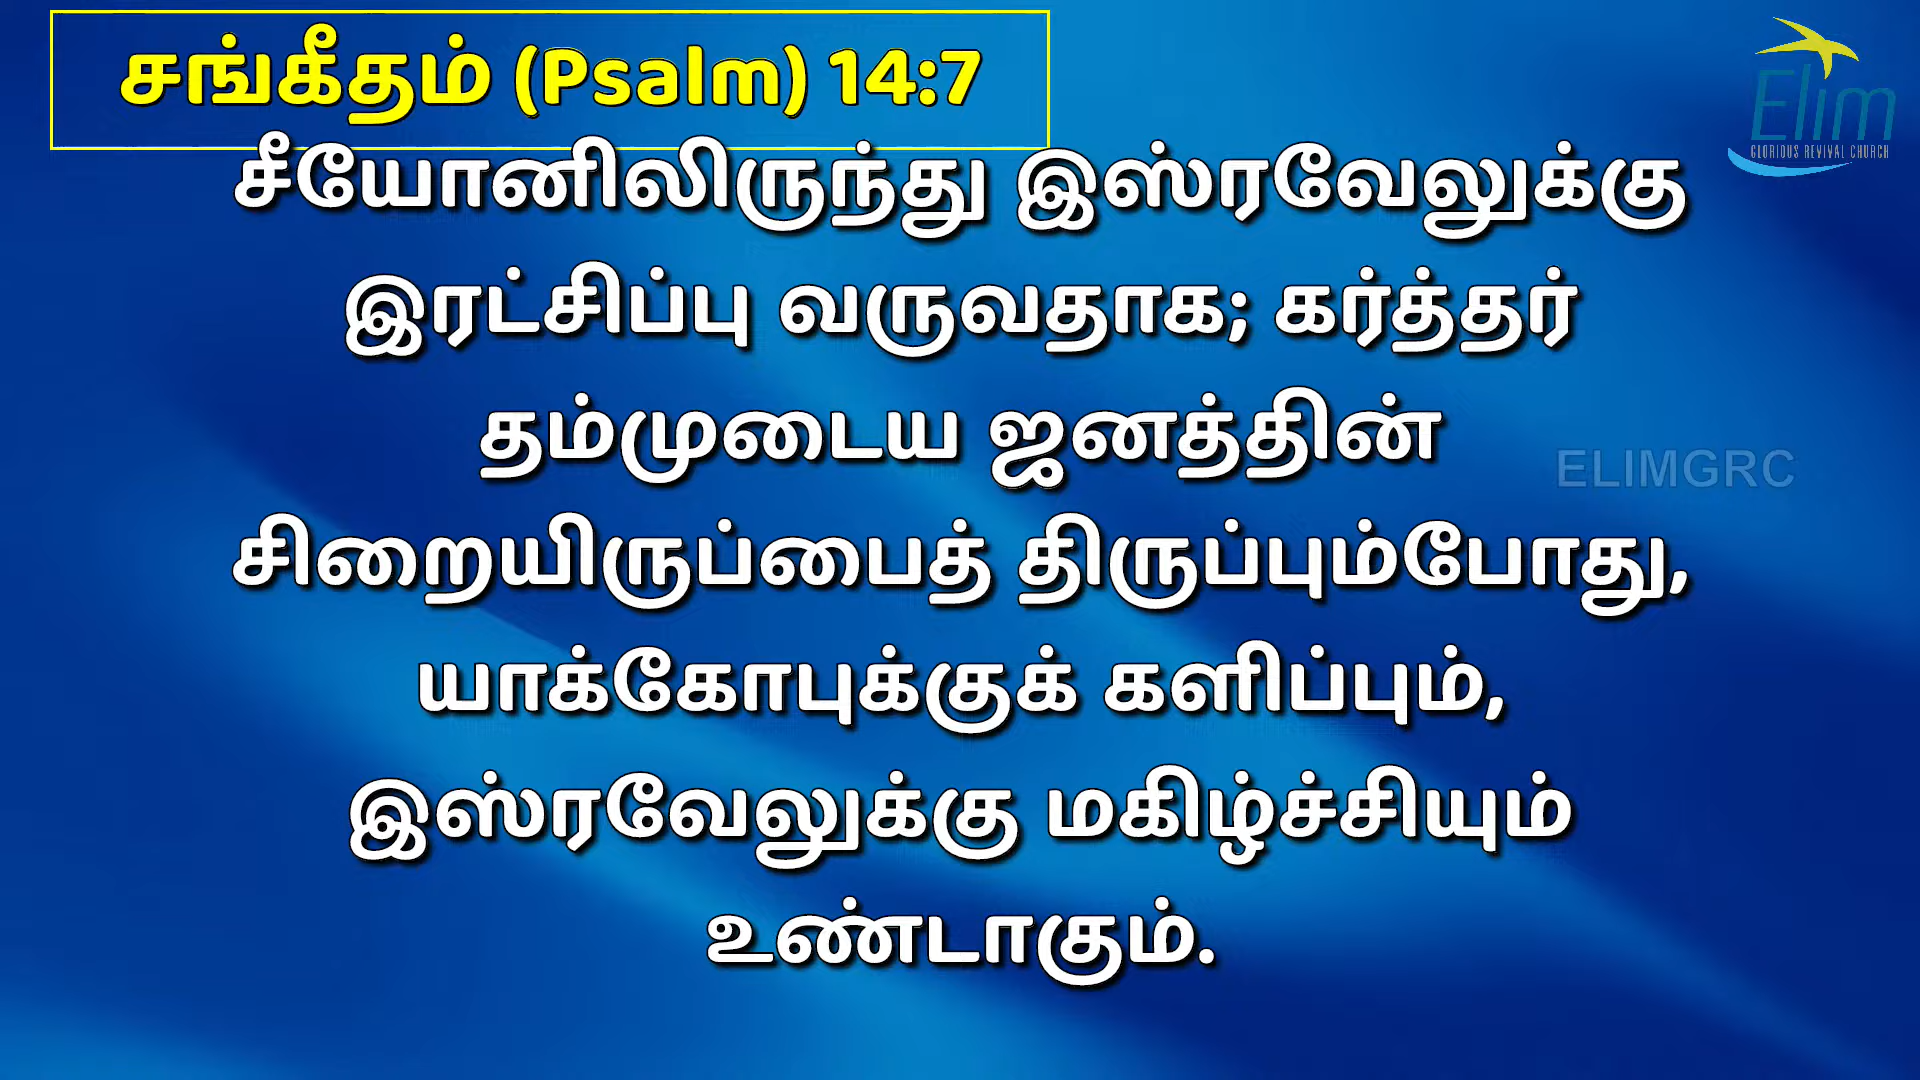 சங்கீதம் (Psalm) 14:7
Elim
GLORIOUS REVIVAL CHURCH
சீயோனிலிருந்து இஸ்ரவேலுக்கு
இரட்சிப்பு வருவதாக; கர்த்தர்
தம்முடைய ஜனத்தின்
ELIMGRC
சிறையிருப்பைத் திருப்பும்போது,
யாக்கோபுக்குக் களிப்பும்,
இஸ்ரவேலுக்கு மகிழ்ச்சியும்
உண்டாகும்.